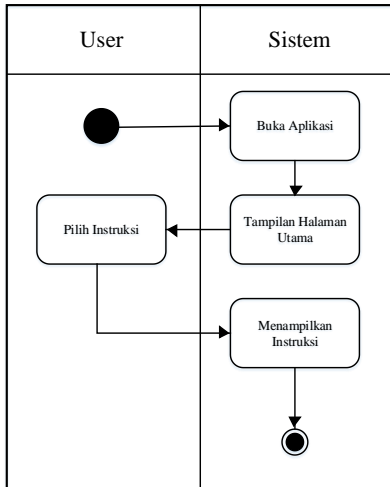 User
Sistem
Buka Aplikasi
Tampilan Halaman
Utama
Pilih Instruksi
Menampilkan
Instruksi